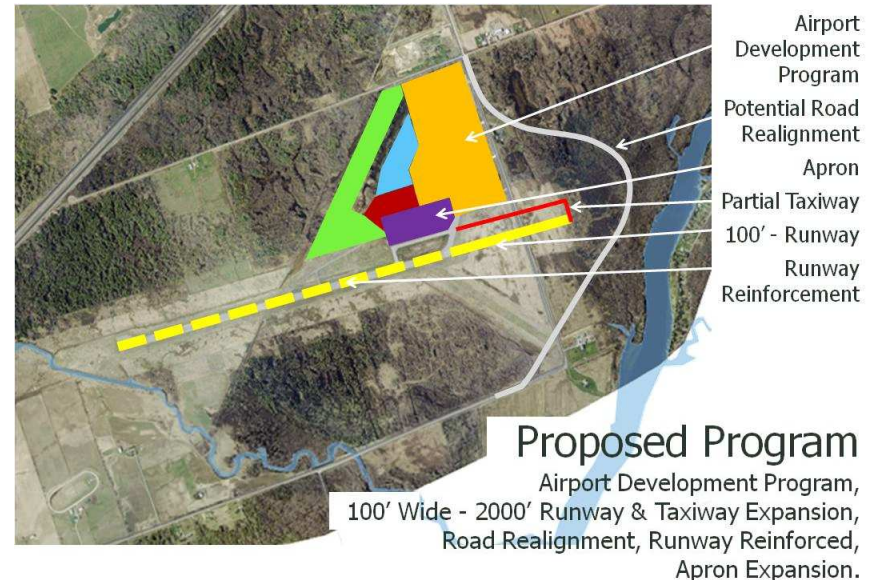 Airport
Development
Program
Potential Road
Realignment
Apron
Partial Taxiway
100' - Runway
Runway
Reinforcement
Proposed Program
Airport Development Program,
100' Wide - 2000' Runway & Taxiway Expansion,
Road Realignment, Runway Reinforced,
Apron Expansion.